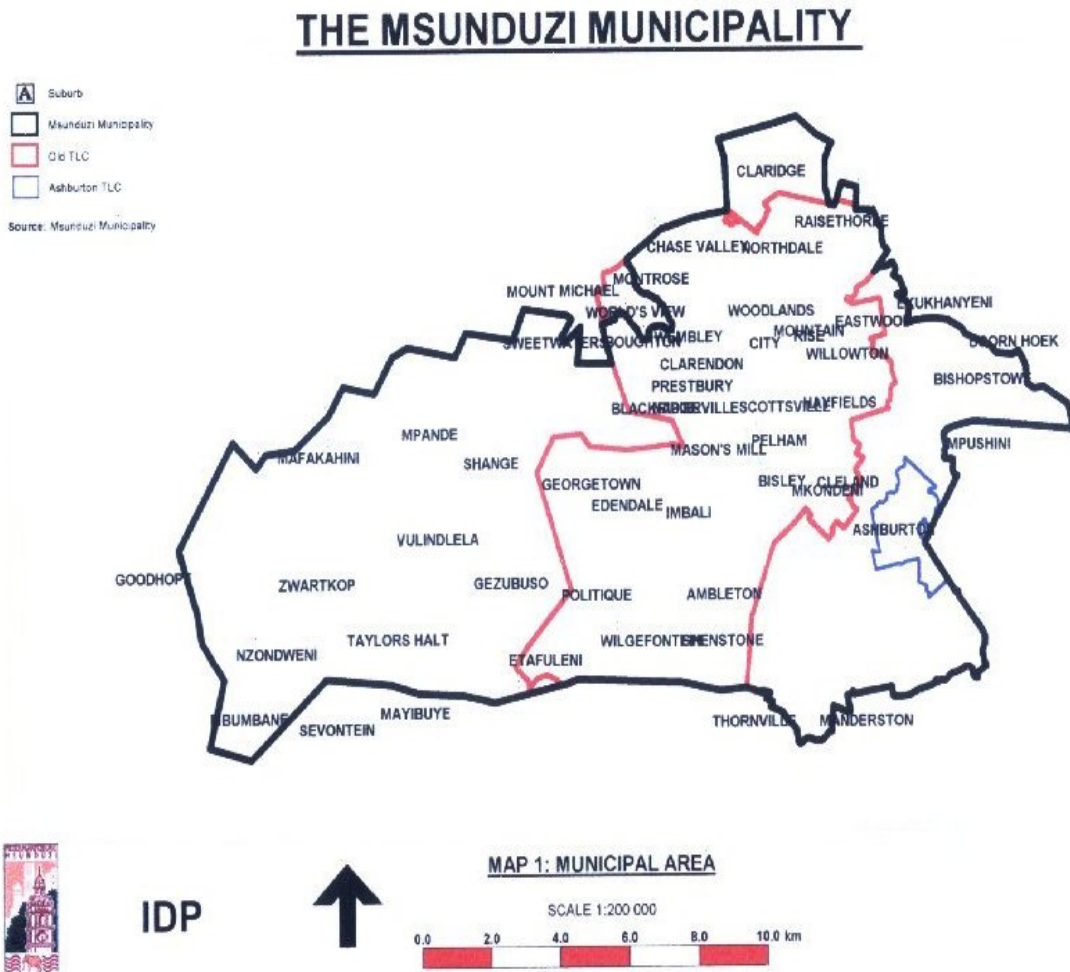 THE MSUNDUZI MUNICIPALITY
A Suburb
Msunduzi Municipality
Old TLC
Ashburton TLC
Source: Msunduzi Municipality
CLARIDGE
RAISETHORPE
CHASE VALLEY
NORTHDALE
MONTROSE
MOUNT MICHAEL
EKUKHANYENI
WORLD'S VIEW
WOODLANDS
EASTWOOD
MOUNTAIN RISE
SWEETWATERS
BOUGHTON
WEMBLEY
CITY
DOORN HOEK
WILLOWTON
CLARENDON
BISHOPSTOWE
PRESTBURY
BLACKRIDGE
NAPIERVILLE
SCOTTSVILLE
HAYFIELDS
MPANDE
PELHAM
MPUSHINI
MASON'S MILL
MAFAKAHINI
SHANGE
GEORGETOWN
BISLEY
CLELAND
MKONDENI
EDENDALE
IMBALI
ASHBURTON
VULINDLELA
GOODHOPE
ZWARTKOP
GEZUBUSO
POLITIQUE
AMBLETON
TAYLORS HALT
WILGEFONTEIN
NZONDWENI
ETAFULENI
MAYIBUYE
SEVONTEIN
THORNVILLE
MANDERSTON
MAP 1: MUNICIPAL AREA
IDP
SCALE 1:200 000
0.0 2.0 4.0 6.0 8.0 10.0 km
MSUNDUZI